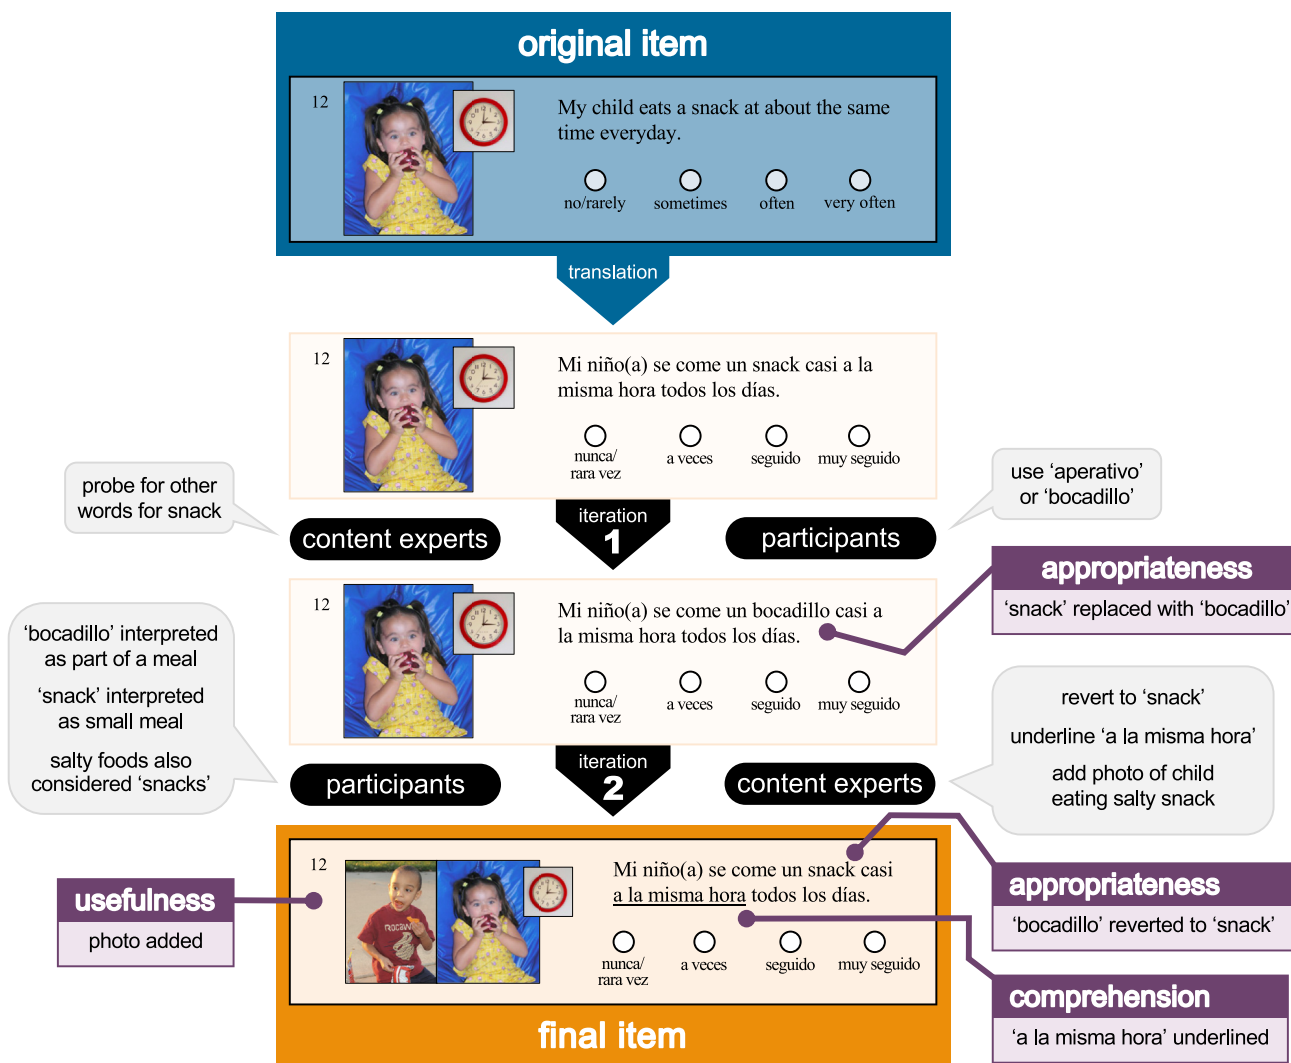 original item
12
My child eats a snack at about the same
time everyday.
no/rarely
sometimes
often
very often
translation
12
Mi niño(a) se come un snack casi a la
misma hora todos los días.
nunca/
rara vez
a veces
seguido
muy seguido
probe for other
words for snack
content experts
iteration
1
participants
use ‘aperativo’
or ‘bocadillo’
12
Mi niño(a) se come un bocadillo casi a
la misma hora todos los días.
nunca/
rara vez
a veces
seguido
muy seguido
appropriateness
‘snack’ replaced with ‘bocadillo’
‘bocadillo’ interpreted
as part of a meal
‘snack’ interpreted
as small meal
salty foods also
considered ‘snacks’
participants
iteration
2
content experts
revert to ‘snack’
underline ‘a la misma hora’
add photo of child
eating salty snack
12
Mi niño(a) se come un snack casi
a la misma hora todos los días.
nunca/
rara vez
a veces
seguido
muy seguido
usefulness
photo added
appropriateness
‘bocadillo’ reverted to ‘snack’
comprehension
‘a la misma hora’ underlined
final item